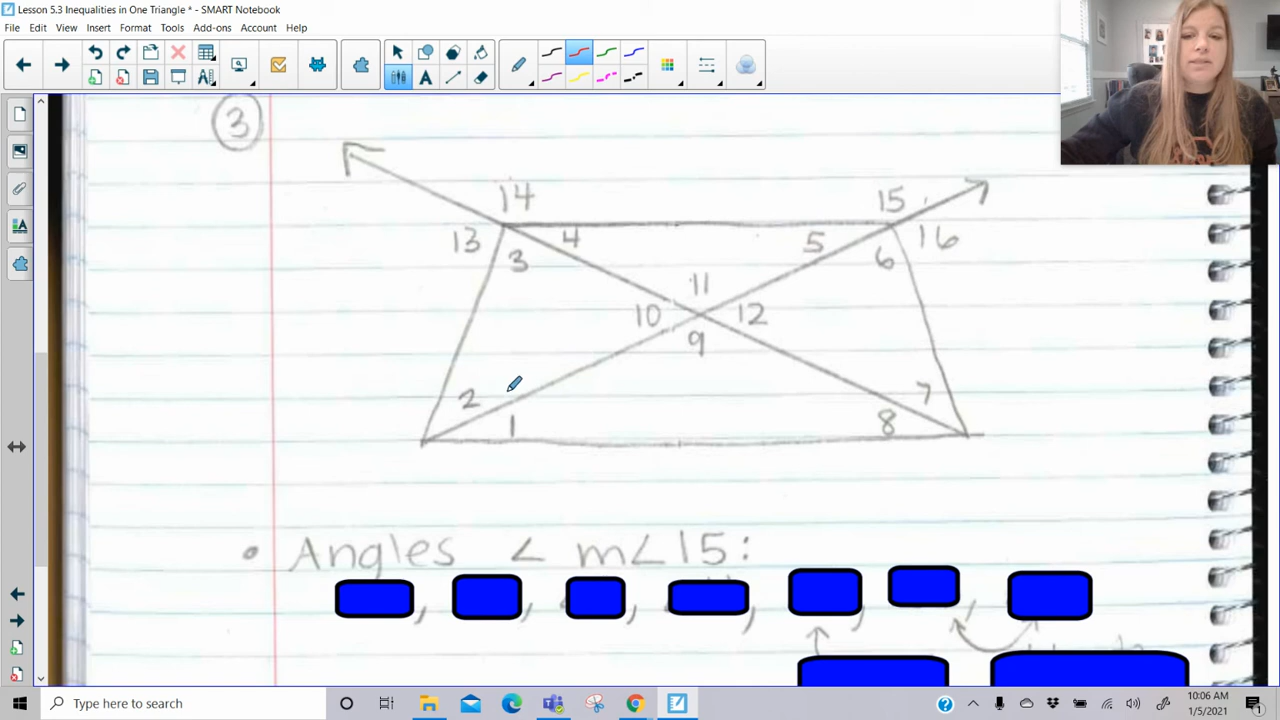 Lesson 5.3 Inequalities in One Triangle * - SMART Notebook
File Edit View Insert Format Tools Add-ons Account Help
3
14 15
13 3 4 5 6 16
11
10 12
9
2 7
1 8
• Angles < m∠15:
, , , , , ,
Type here to search
10:06 AM
1/5/2021
1